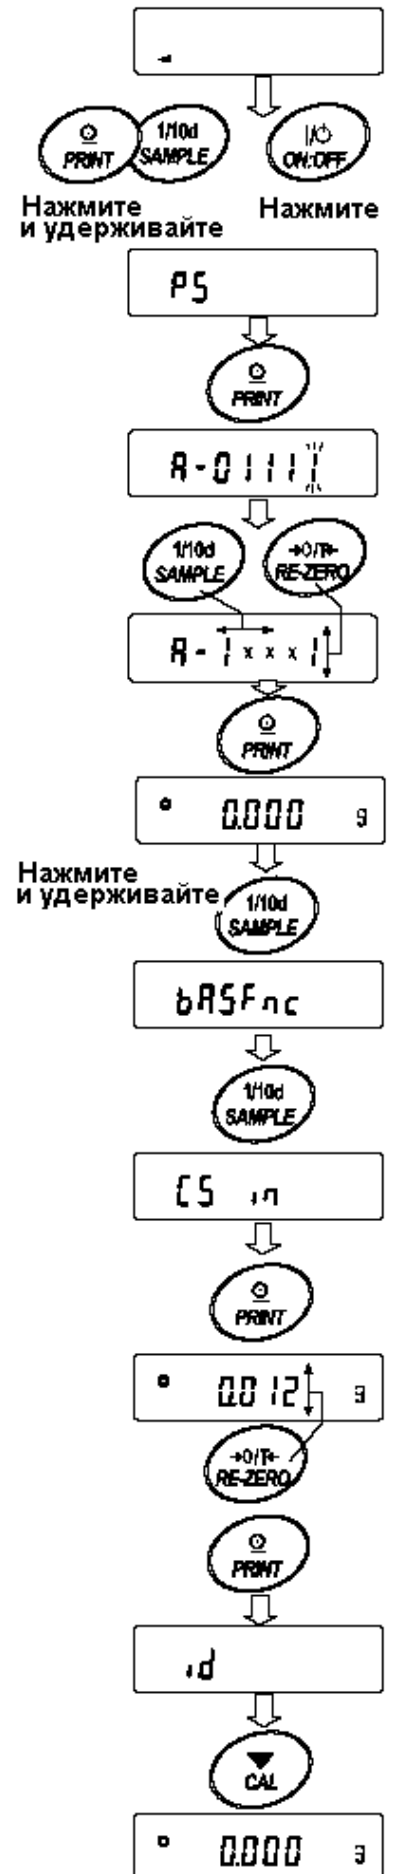 PRINT
1/10d
SAMPLE
I/⏻
ON:OFF
Нажмите
и удерживайте
Нажмите
PS
PRINT
A-01111
1/10d
SAMPLE
→0/T←
RE-ZERO
A-1xxx1
PRINT
0.000 g
Нажмите
и удерживайте
1/10d
SAMPLE
bASFnc
1/10d
SAMPLE
CS in
PRINT
0.012 g
→0/T←
RE-ZERO
PRINT
id
CAL
0.000 g